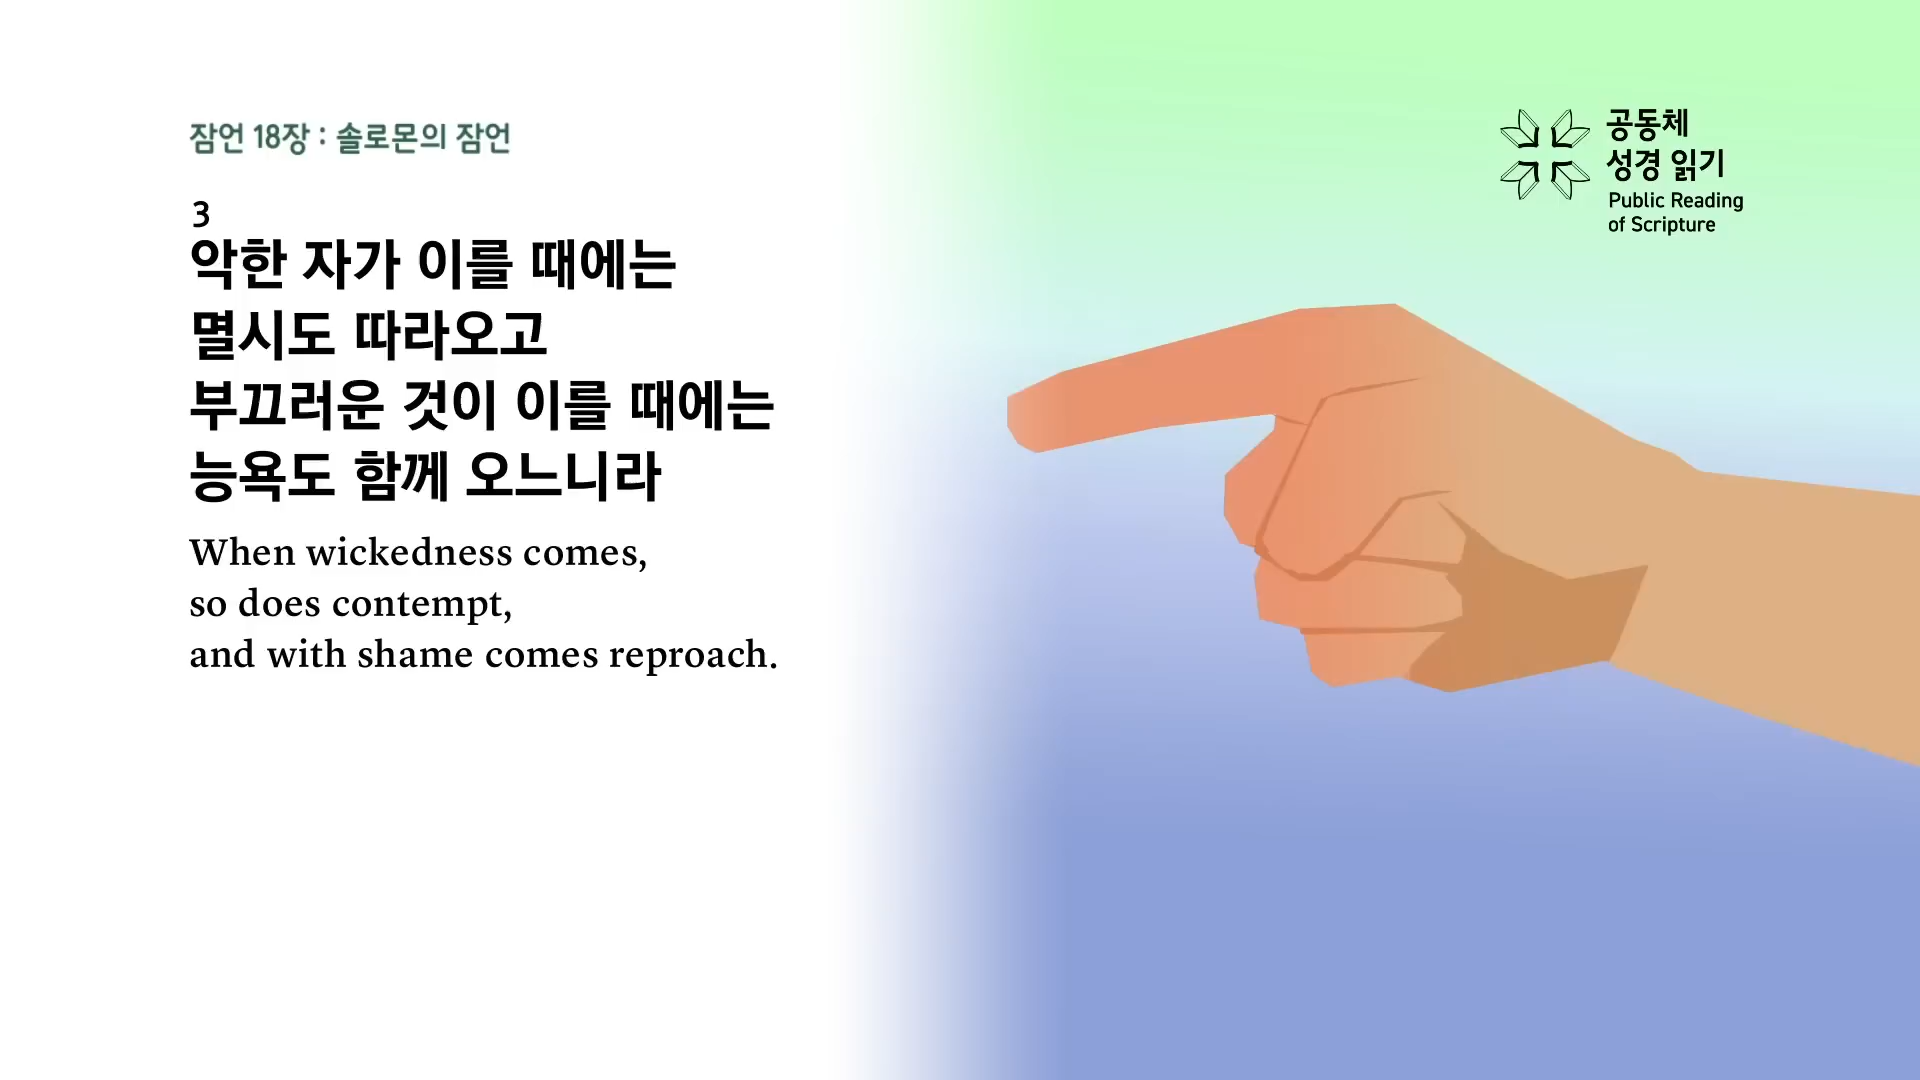 잠언 18장 : 솔로몬의 잠언
3
악한 자가 이를 때에는
멸시도 따라오고
부끄러운 것이 이를 때에는
능욕도 함께 오느니라
When wickedness comes,
so does contempt,
and with shame comes reproach.
공동체
성경 읽기
Public Reading
of Scripture